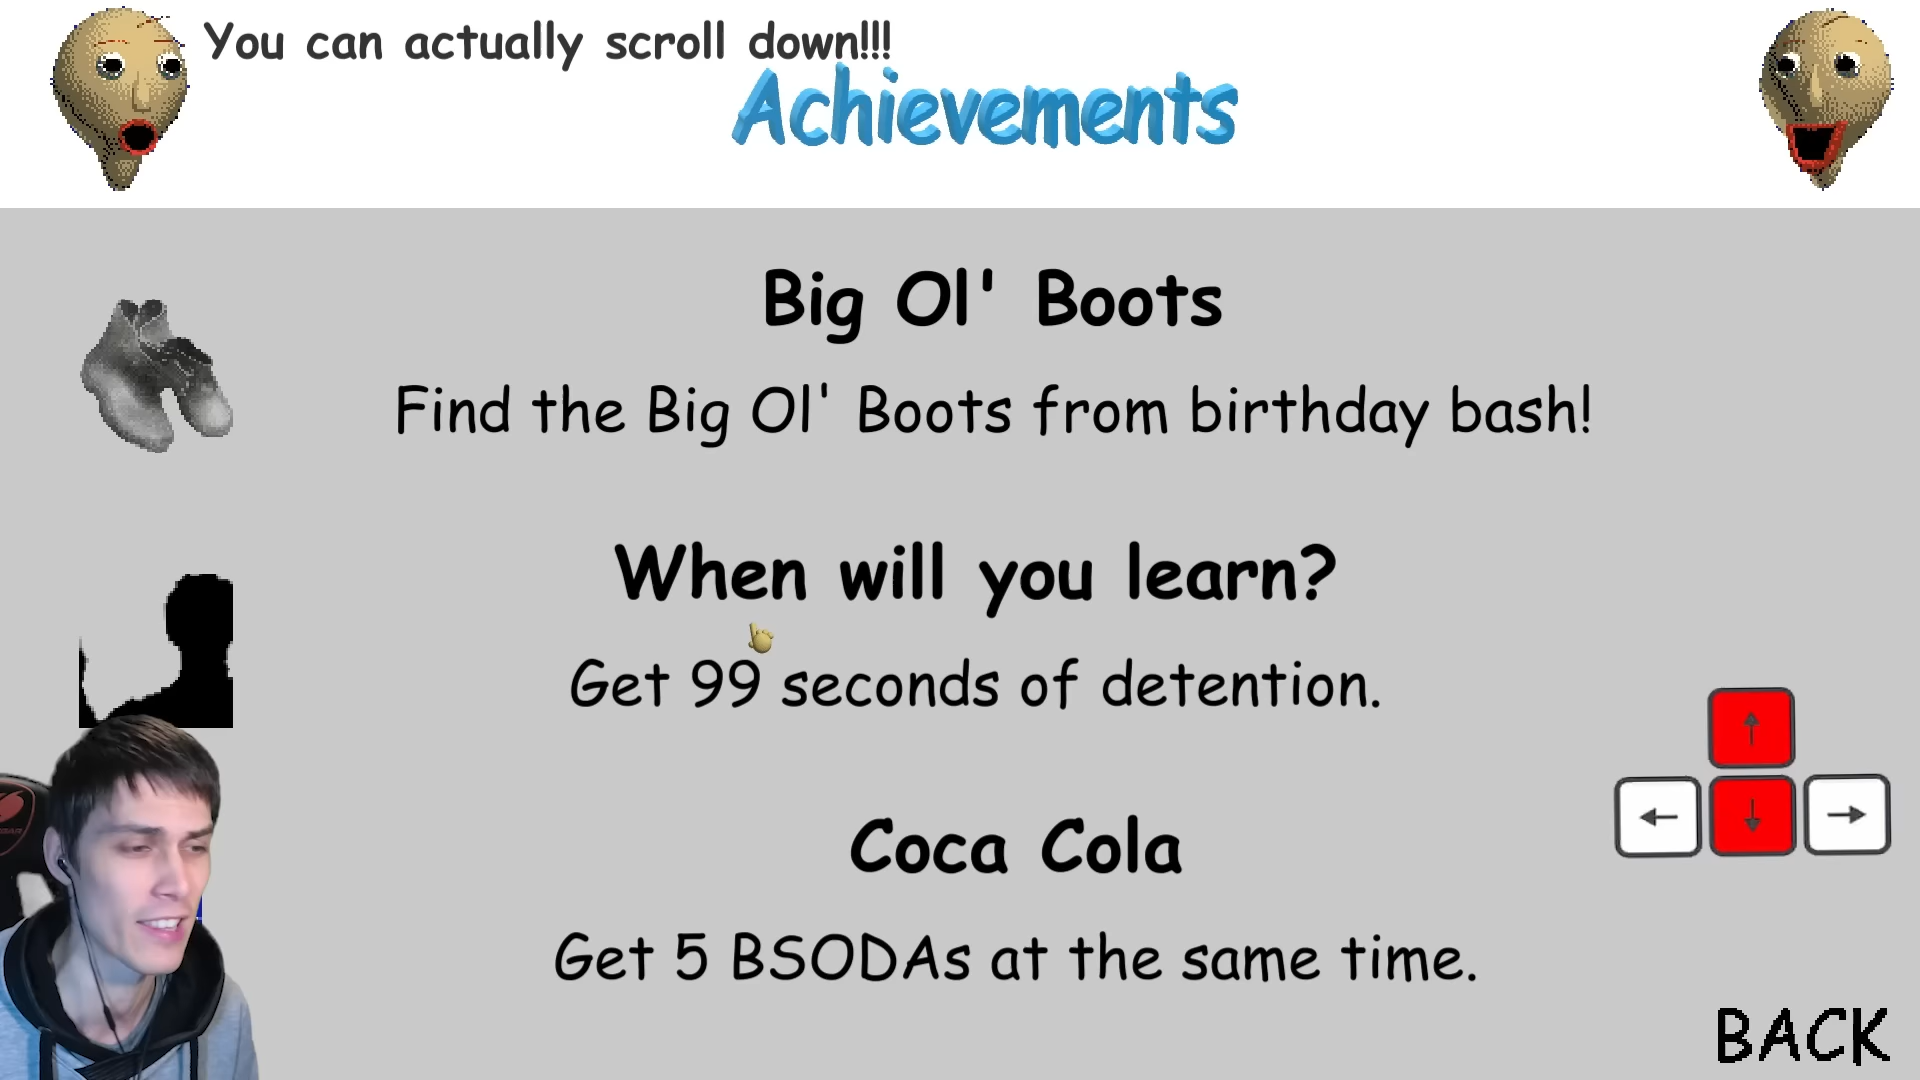 You can actually scroll down!!!
Achievements
Big Ol' Boots
Find the Big Ol' Boots from birthday bash!
When will you learn?
Get 99 seconds of detention.
Coca Cola
Get 5 BSODAs at the same time.
BACK